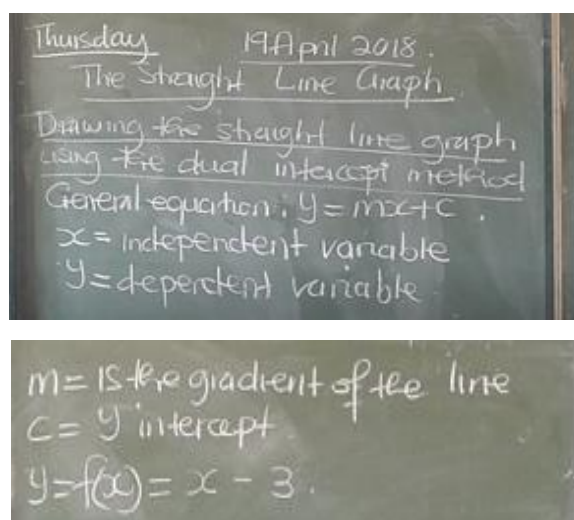 Thursday 19 April 2018.
The Straight Line Graph
Drawing the straight line graph
using the dual intercept method
General equation: y = mx + c.
x = independent variable
y = dependent variable
m = is the gradient of the line
c = y intercept
y = f(x) = x - 3.